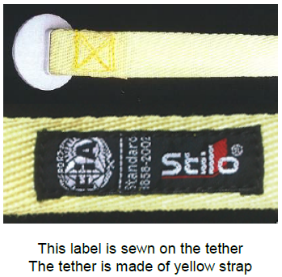 Standard
8858-2002
Stilo®
This label is sewn on the tether
The tether is made of yellow strap